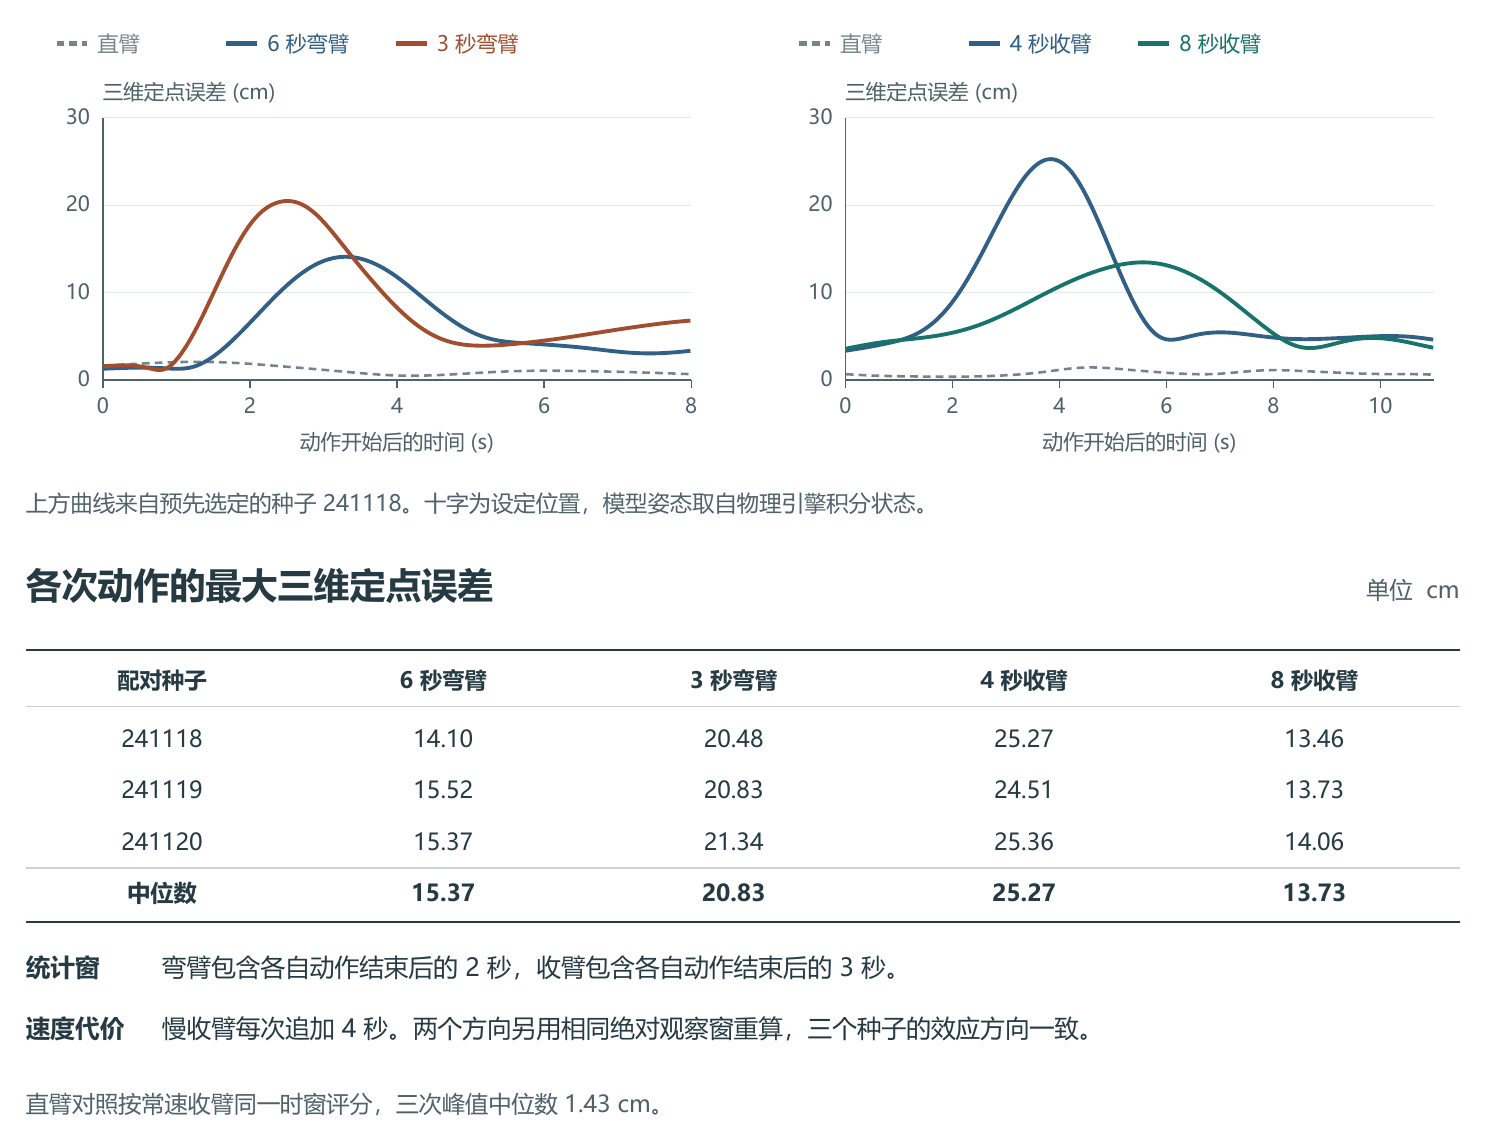 直臂 6 秒弯臂 3 秒弯臂
三维定点误差 (cm)
30
20
10
0
0 2 4 6 8
动作开始后的时间 (s)
直臂 4 秒收臂 8 秒收臂
三维定点误差 (cm)
30
20
10
0
0 2 4 6 8 10
动作开始后的时间 (s)
上方曲线来自预先选定的种子 241118。十字为设定位置，模型姿态取自物理引擎积分状态。
各次动作的最大三维定点误差 单位 cm
配对种子 6 秒弯臂 3 秒弯臂 4 秒收臂 8 秒收臂
241118 14.10 20.48 25.27 13.46
241119 15.52 20.83 24.51 13.73
241120 15.37 21.34 25.36 14.06
中位数 15.37 20.83 25.27 13.73
统计窗 弯臂包含各自动作结束后的 2 秒，收臂包含各自动作结束后的 3 秒。
速度代价 慢收臂每次追加 4 秒。两个方向另用相同绝对观察窗重算，三个种子的效应方向一致。
直臂对照按常速收臂同一时窗评分，三次峰值中位数 1.43 cm。